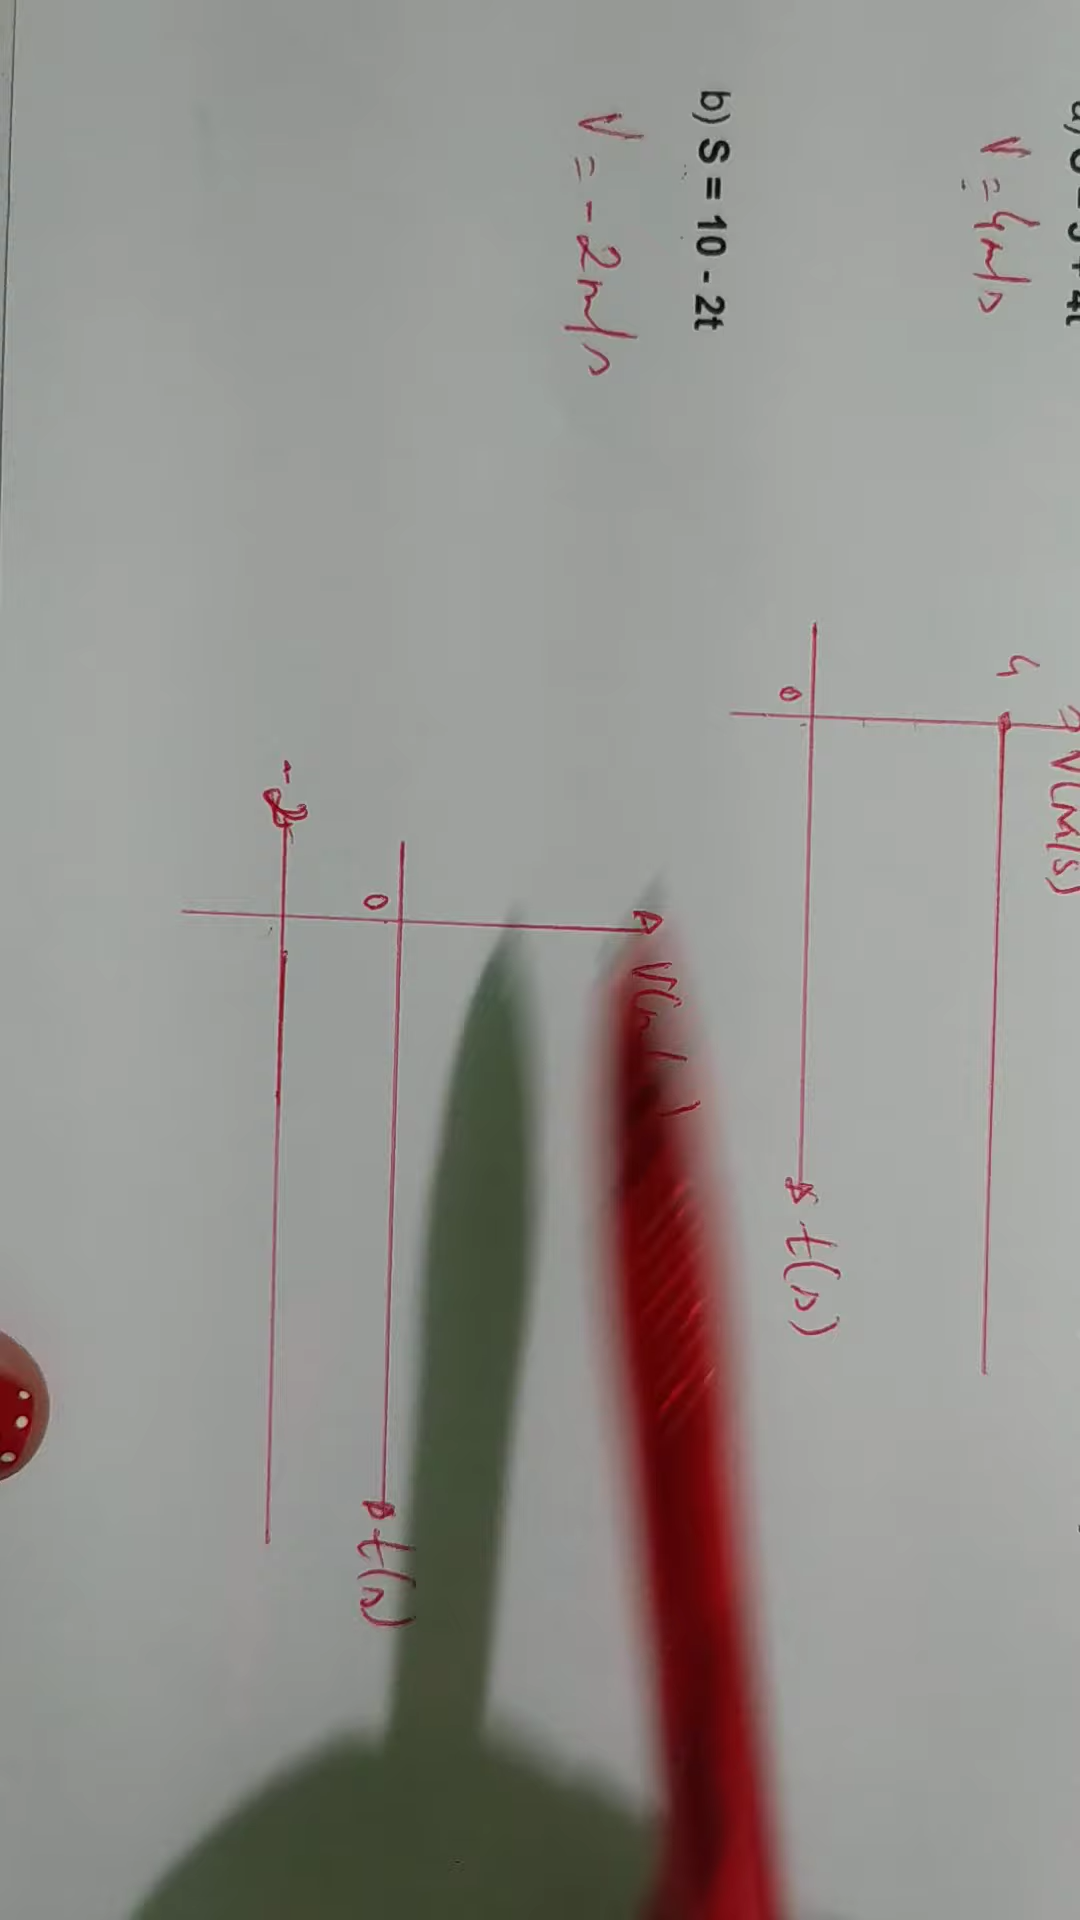 V = 4m/s
4
V(m/s)
0
t(s)
b) S = 10 - 2t
V = -2m/s
0
t(s)
-2